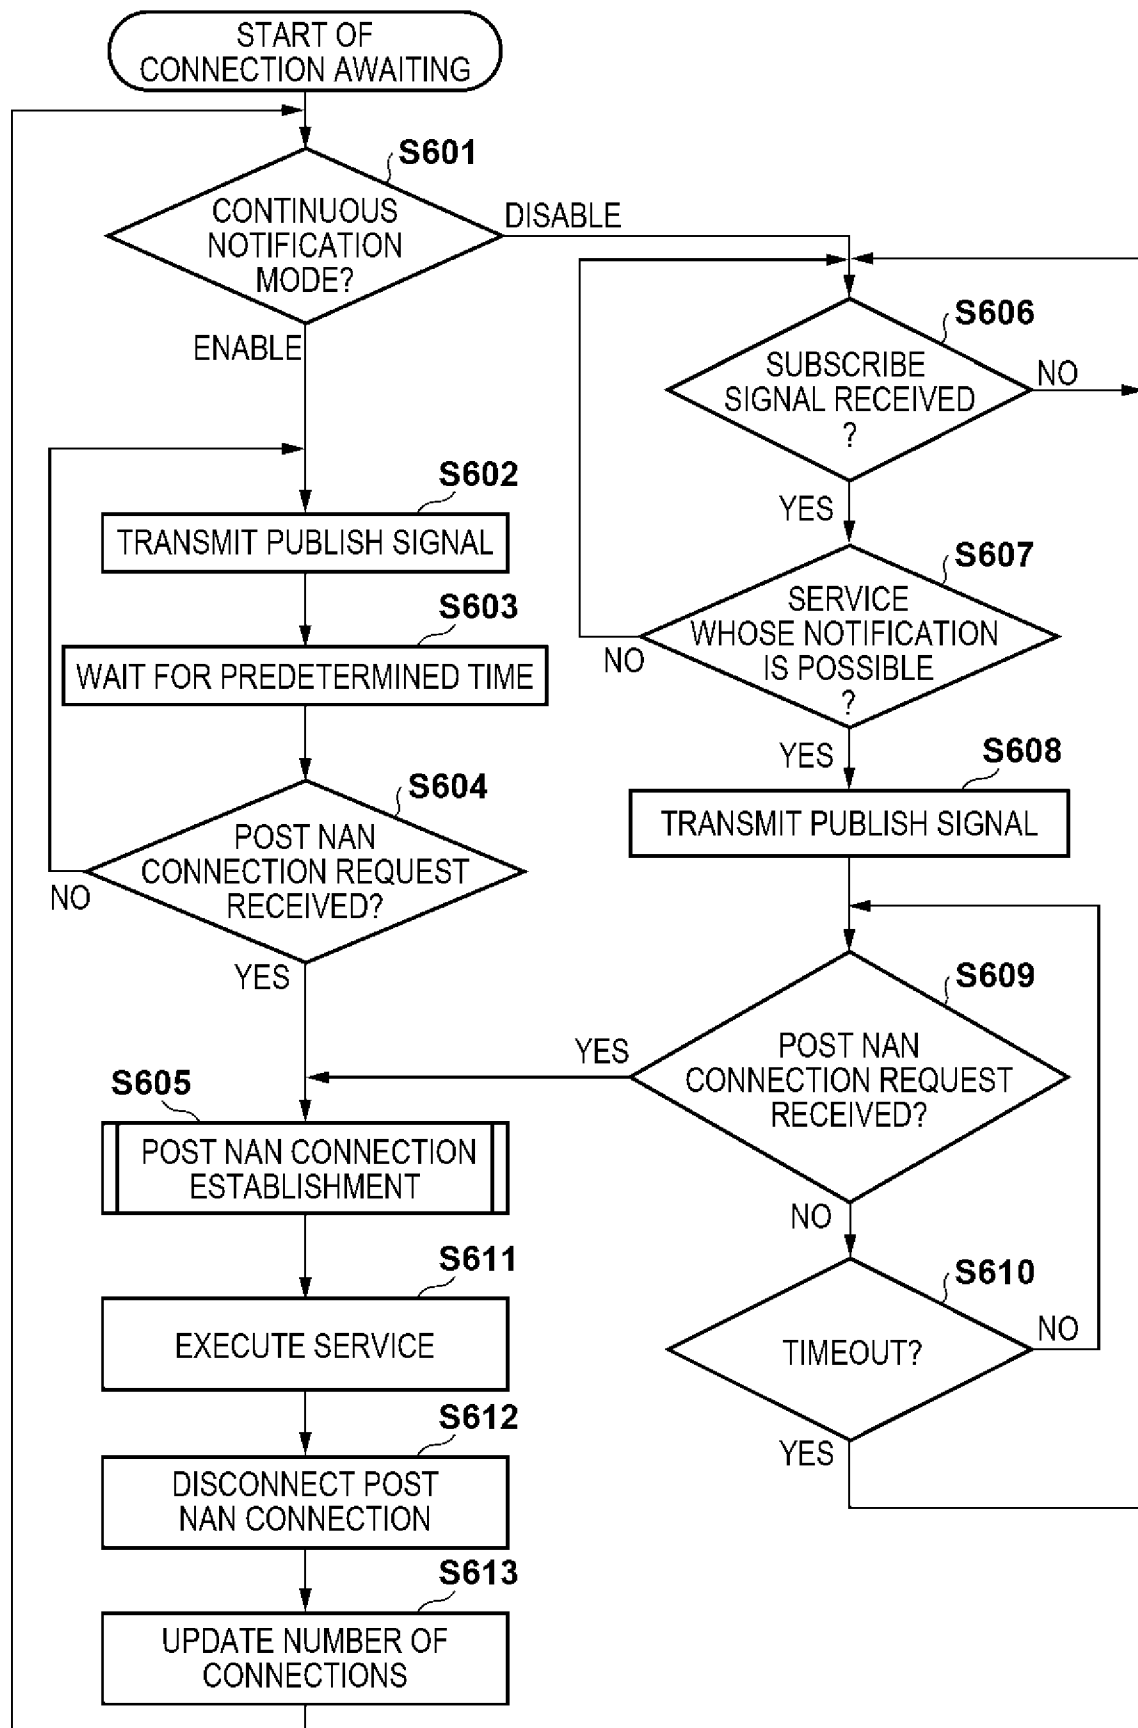 START OF
CONNECTION AWAITING
S601
CONTINUOUS
NOTIFICATION
MODE?
DISABLE
ENABLE
S602
TRANSMIT PUBLISH SIGNAL
S603
WAIT FOR PREDETERMINED TIME
S604
POST NAN
CONNECTION REQUEST
RECEIVED?
NO
YES
S605
POST NAN CONNECTION
ESTABLISHMENT
S611
EXECUTE SERVICE
S612
DISCONNECT POST
NAN CONNECTION
S613
UPDATE NUMBER OF
CONNECTIONS
S606
SUBSCRIBE
SIGNAL RECEIVED
?
NO
YES
S607
SERVICE
WHOSE NOTIFICATION
IS POSSIBLE
?
NO
YES
S608
TRANSMIT PUBLISH SIGNAL
S609
POST NAN
CONNECTION REQUEST
RECEIVED?
YES
NO
S610
TIMEOUT?
NO
YES